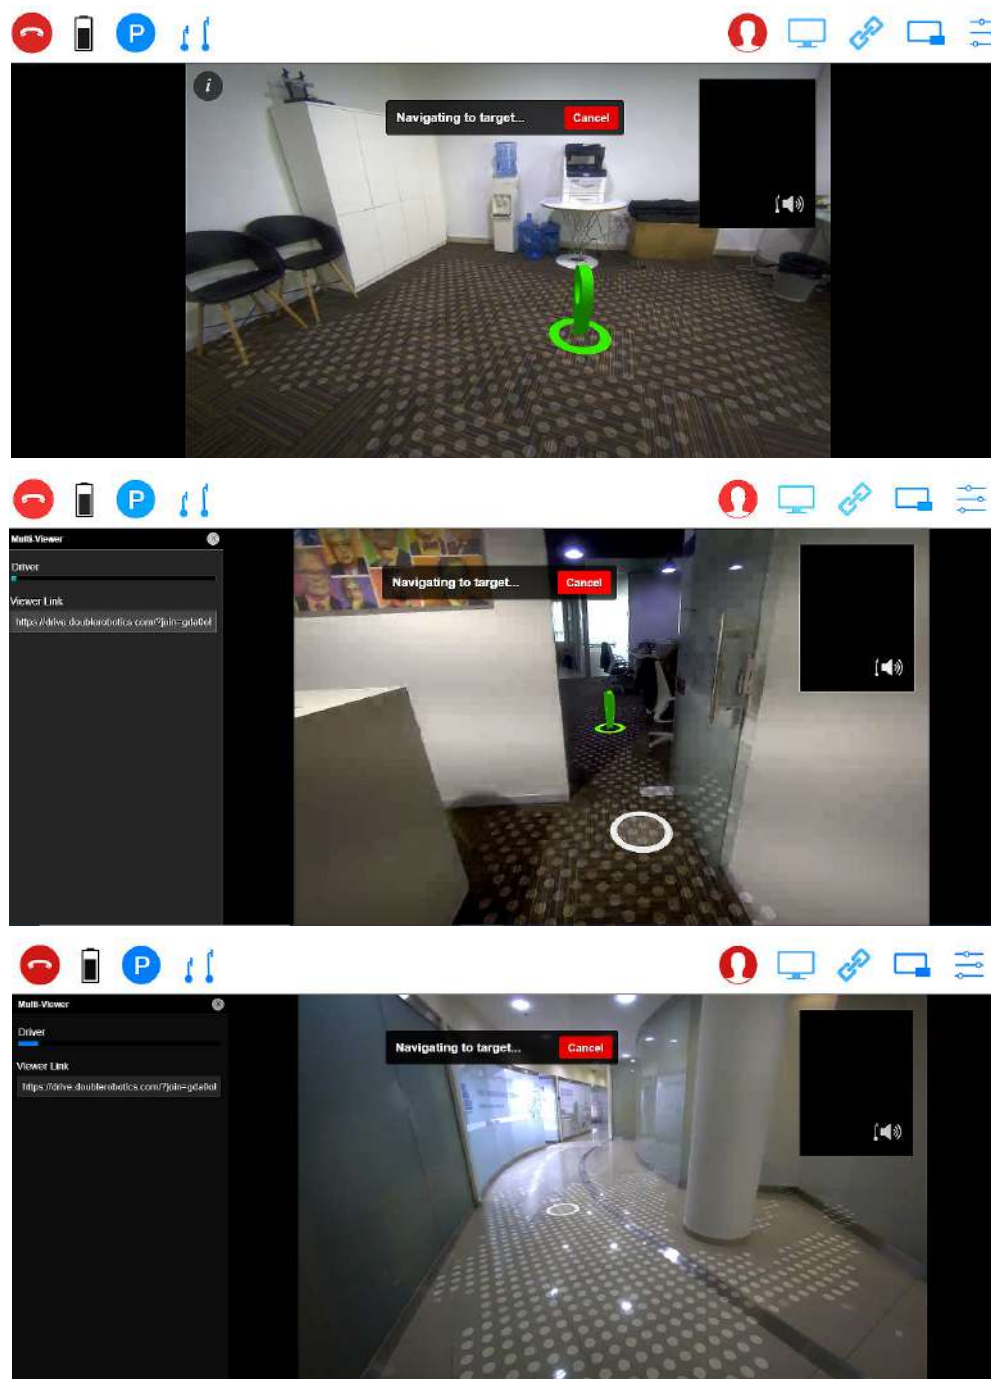 P
i
Navigating to target...
Cancel
P
Multi-Viewer
Driver
Viewer Link
Navigating to target...
Cancel
P
Multi-Viewer
Driver
Viewer Link
Navigating to target...
Cancel